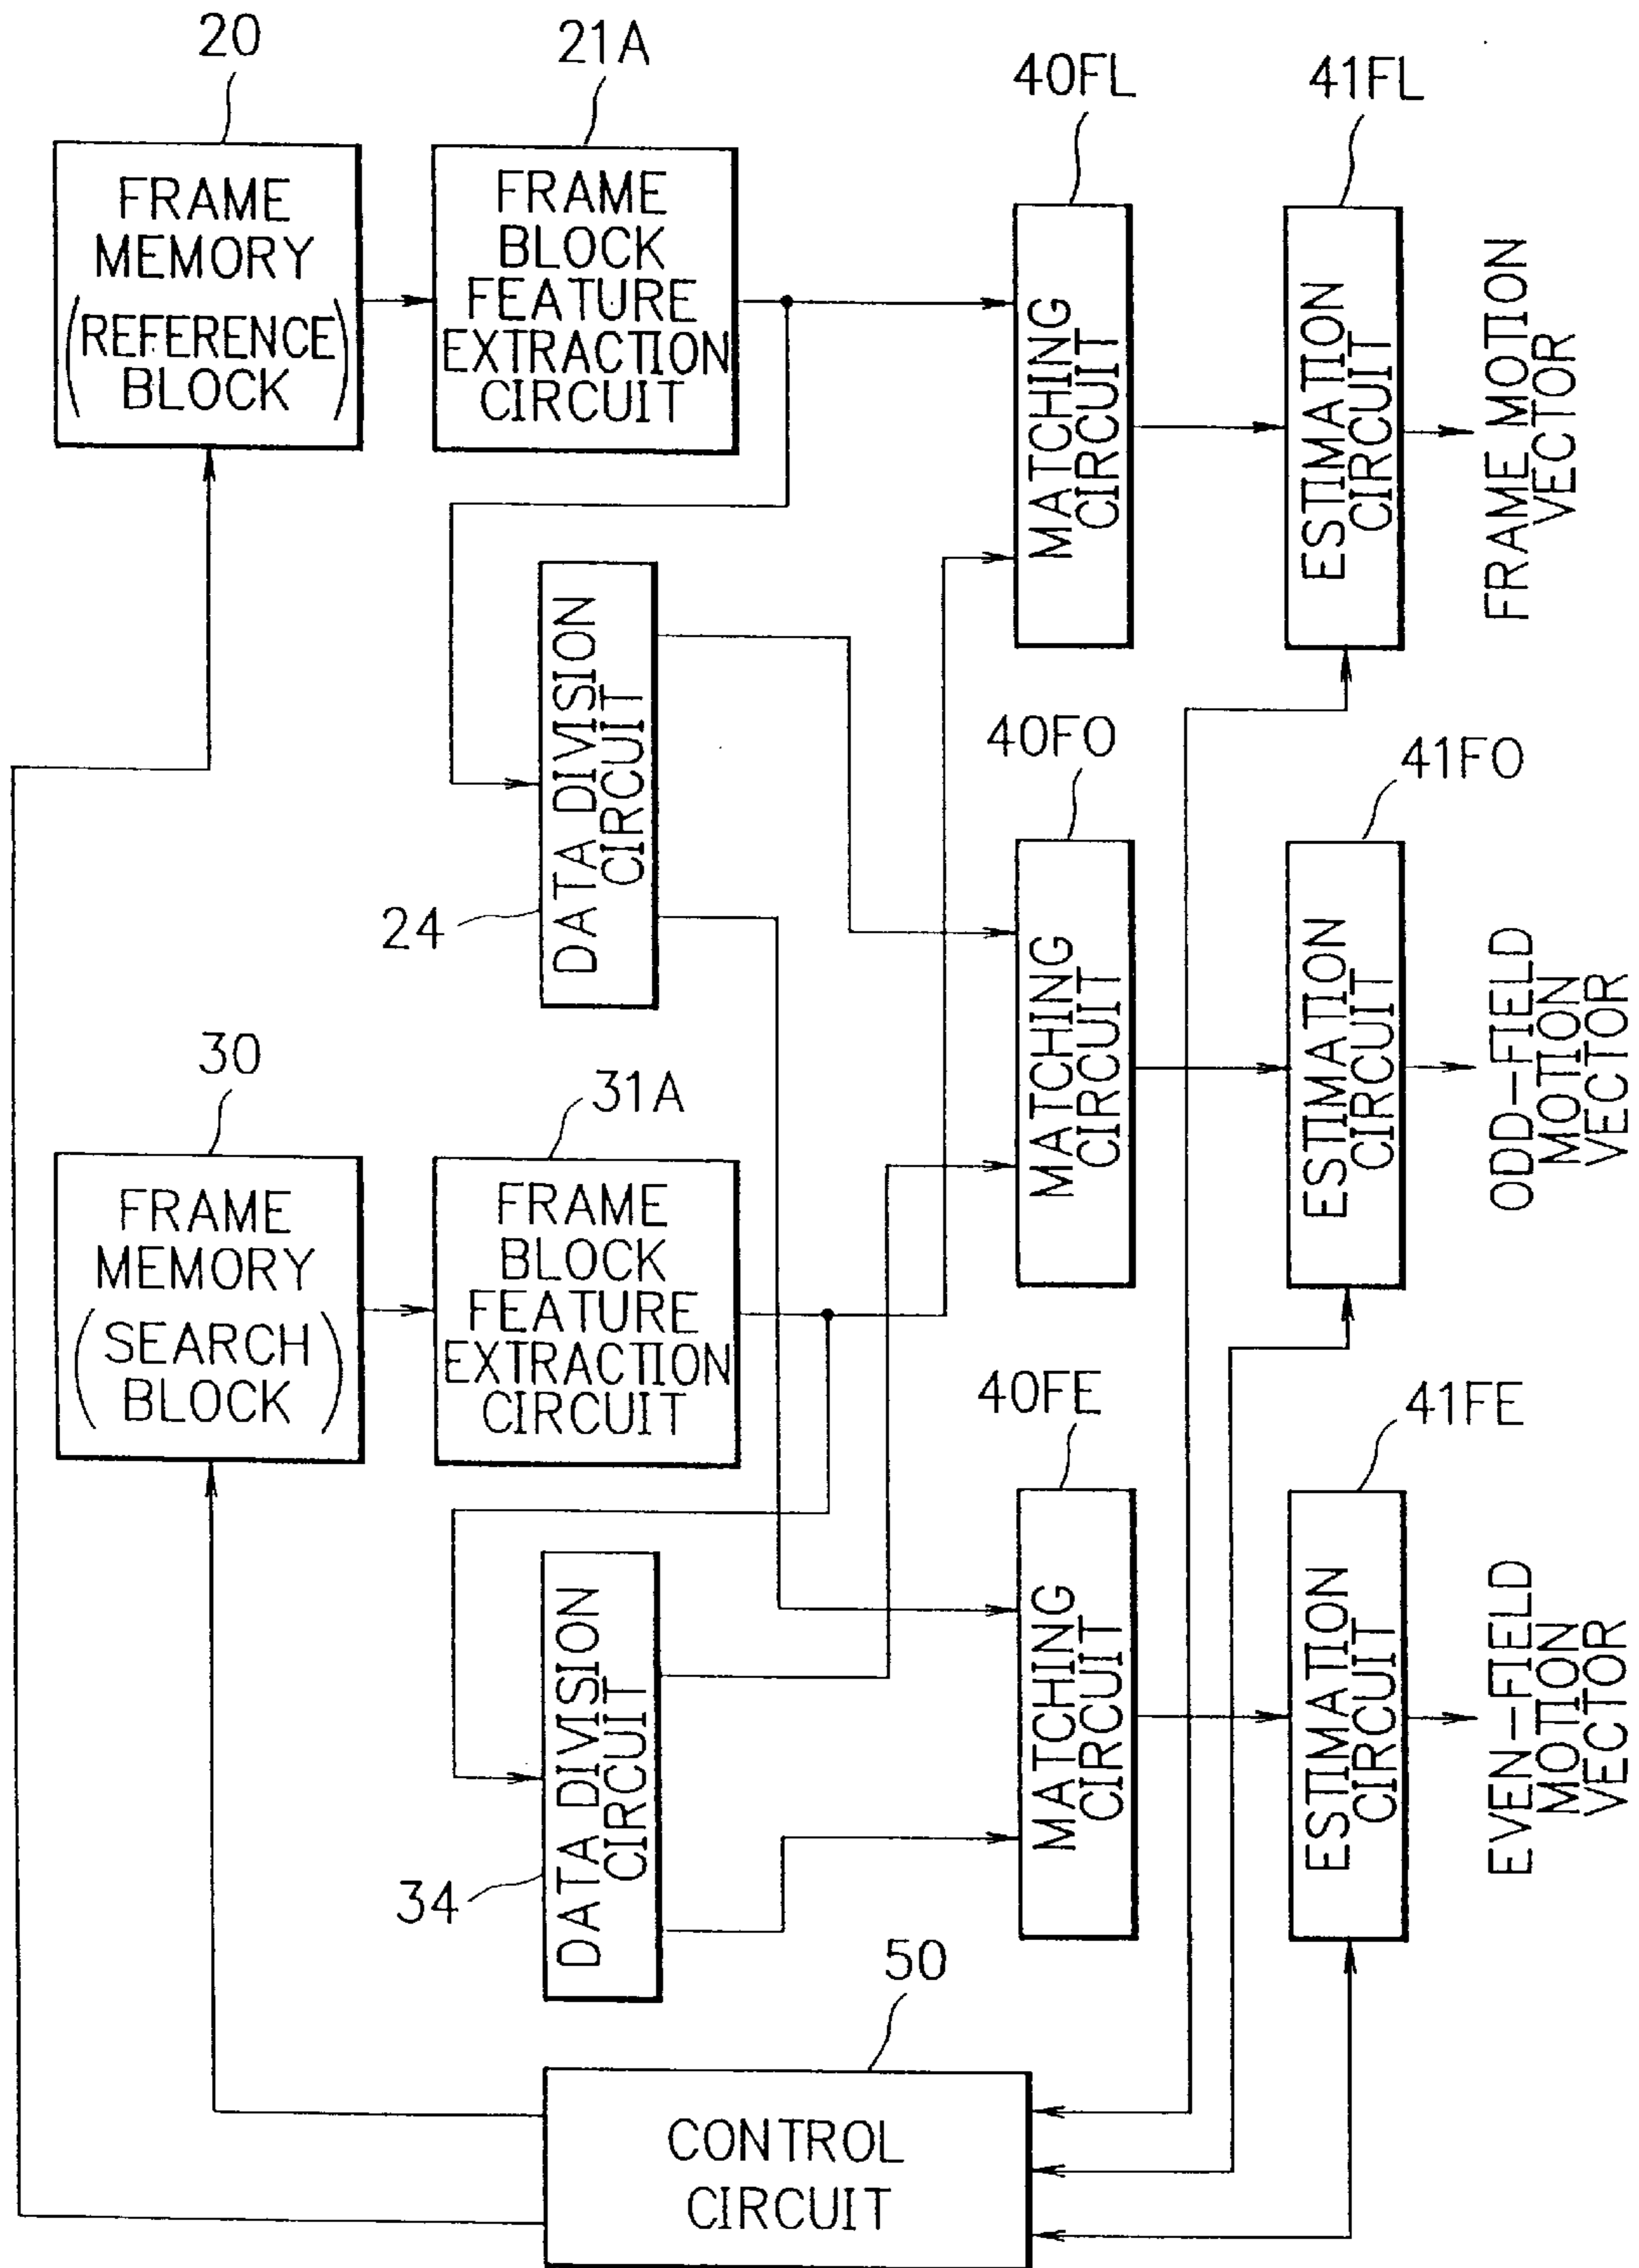 20
FRAME
MEMORY
(REFERENCE
BLOCK)
21A
FRAME
BLOCK
FEATURE
EXTRACTION
CIRCUIT
40FL
MATCHING
CIRCUIT
41FL
ESTIMATION
CIRCUIT
FRAME MOTION
VECTOR
24
DATA DIVISION
CIRCUIT
40FO
MATCHING
CIRCUIT
41FO
ESTIMATION
CIRCUIT
ODD-FIELD
MOTION
VECTOR
30
FRAME
MEMORY
(SEARCH
BLOCK)
31A
FRAME
BLOCK
FEATURE
EXTRACTION
CIRCUIT
40FE
MATCHING
CIRCUIT
41FE
ESTIMATION
CIRCUIT
EVEN-FIELD
MOTION
VECTOR
34
DATA DIVISION
CIRCUIT
50
CONTROL
CIRCUIT